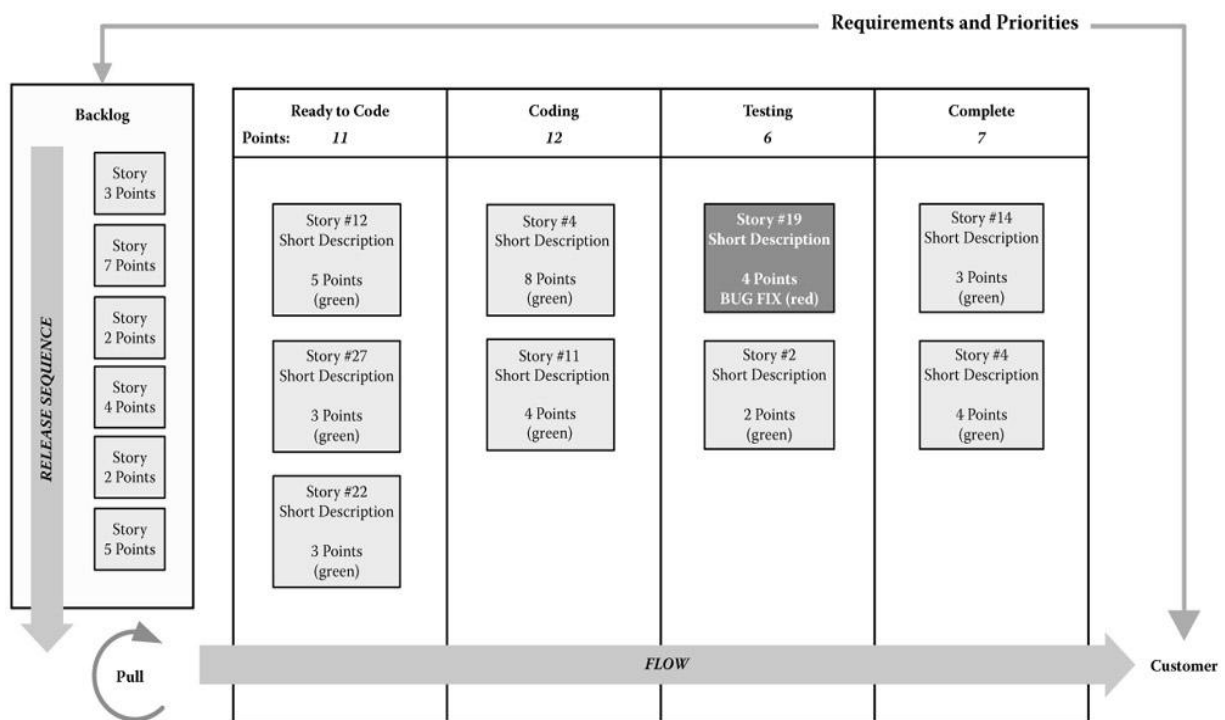 Requirements and Priorities
Backlog
RELEASE SEQUENCE
Story
3 Points
Story
7 Points
Story
2 Points
Story
4 Points
Story
2 Points
Story
5 Points
Pull
Ready to Code
Points: 11
Story #12
Short Description
5 Points
(green)
Story #27
Short Description
3 Points
(green)
Story #22
Short Description
3 Points
(green)
Coding
12
Story #4
Short Description
8 Points
(green)
Story #11
Short Description
4 Points
(green)
Testing
6
Story #19
Short Description
4 Points
BUG FIX (red)
Story #2
Short Description
2 Points
(green)
Complete
7
Story #14
Short Description
3 Points
(green)
Story #4
Short Description
4 Points
(green)
FLOW
Customer